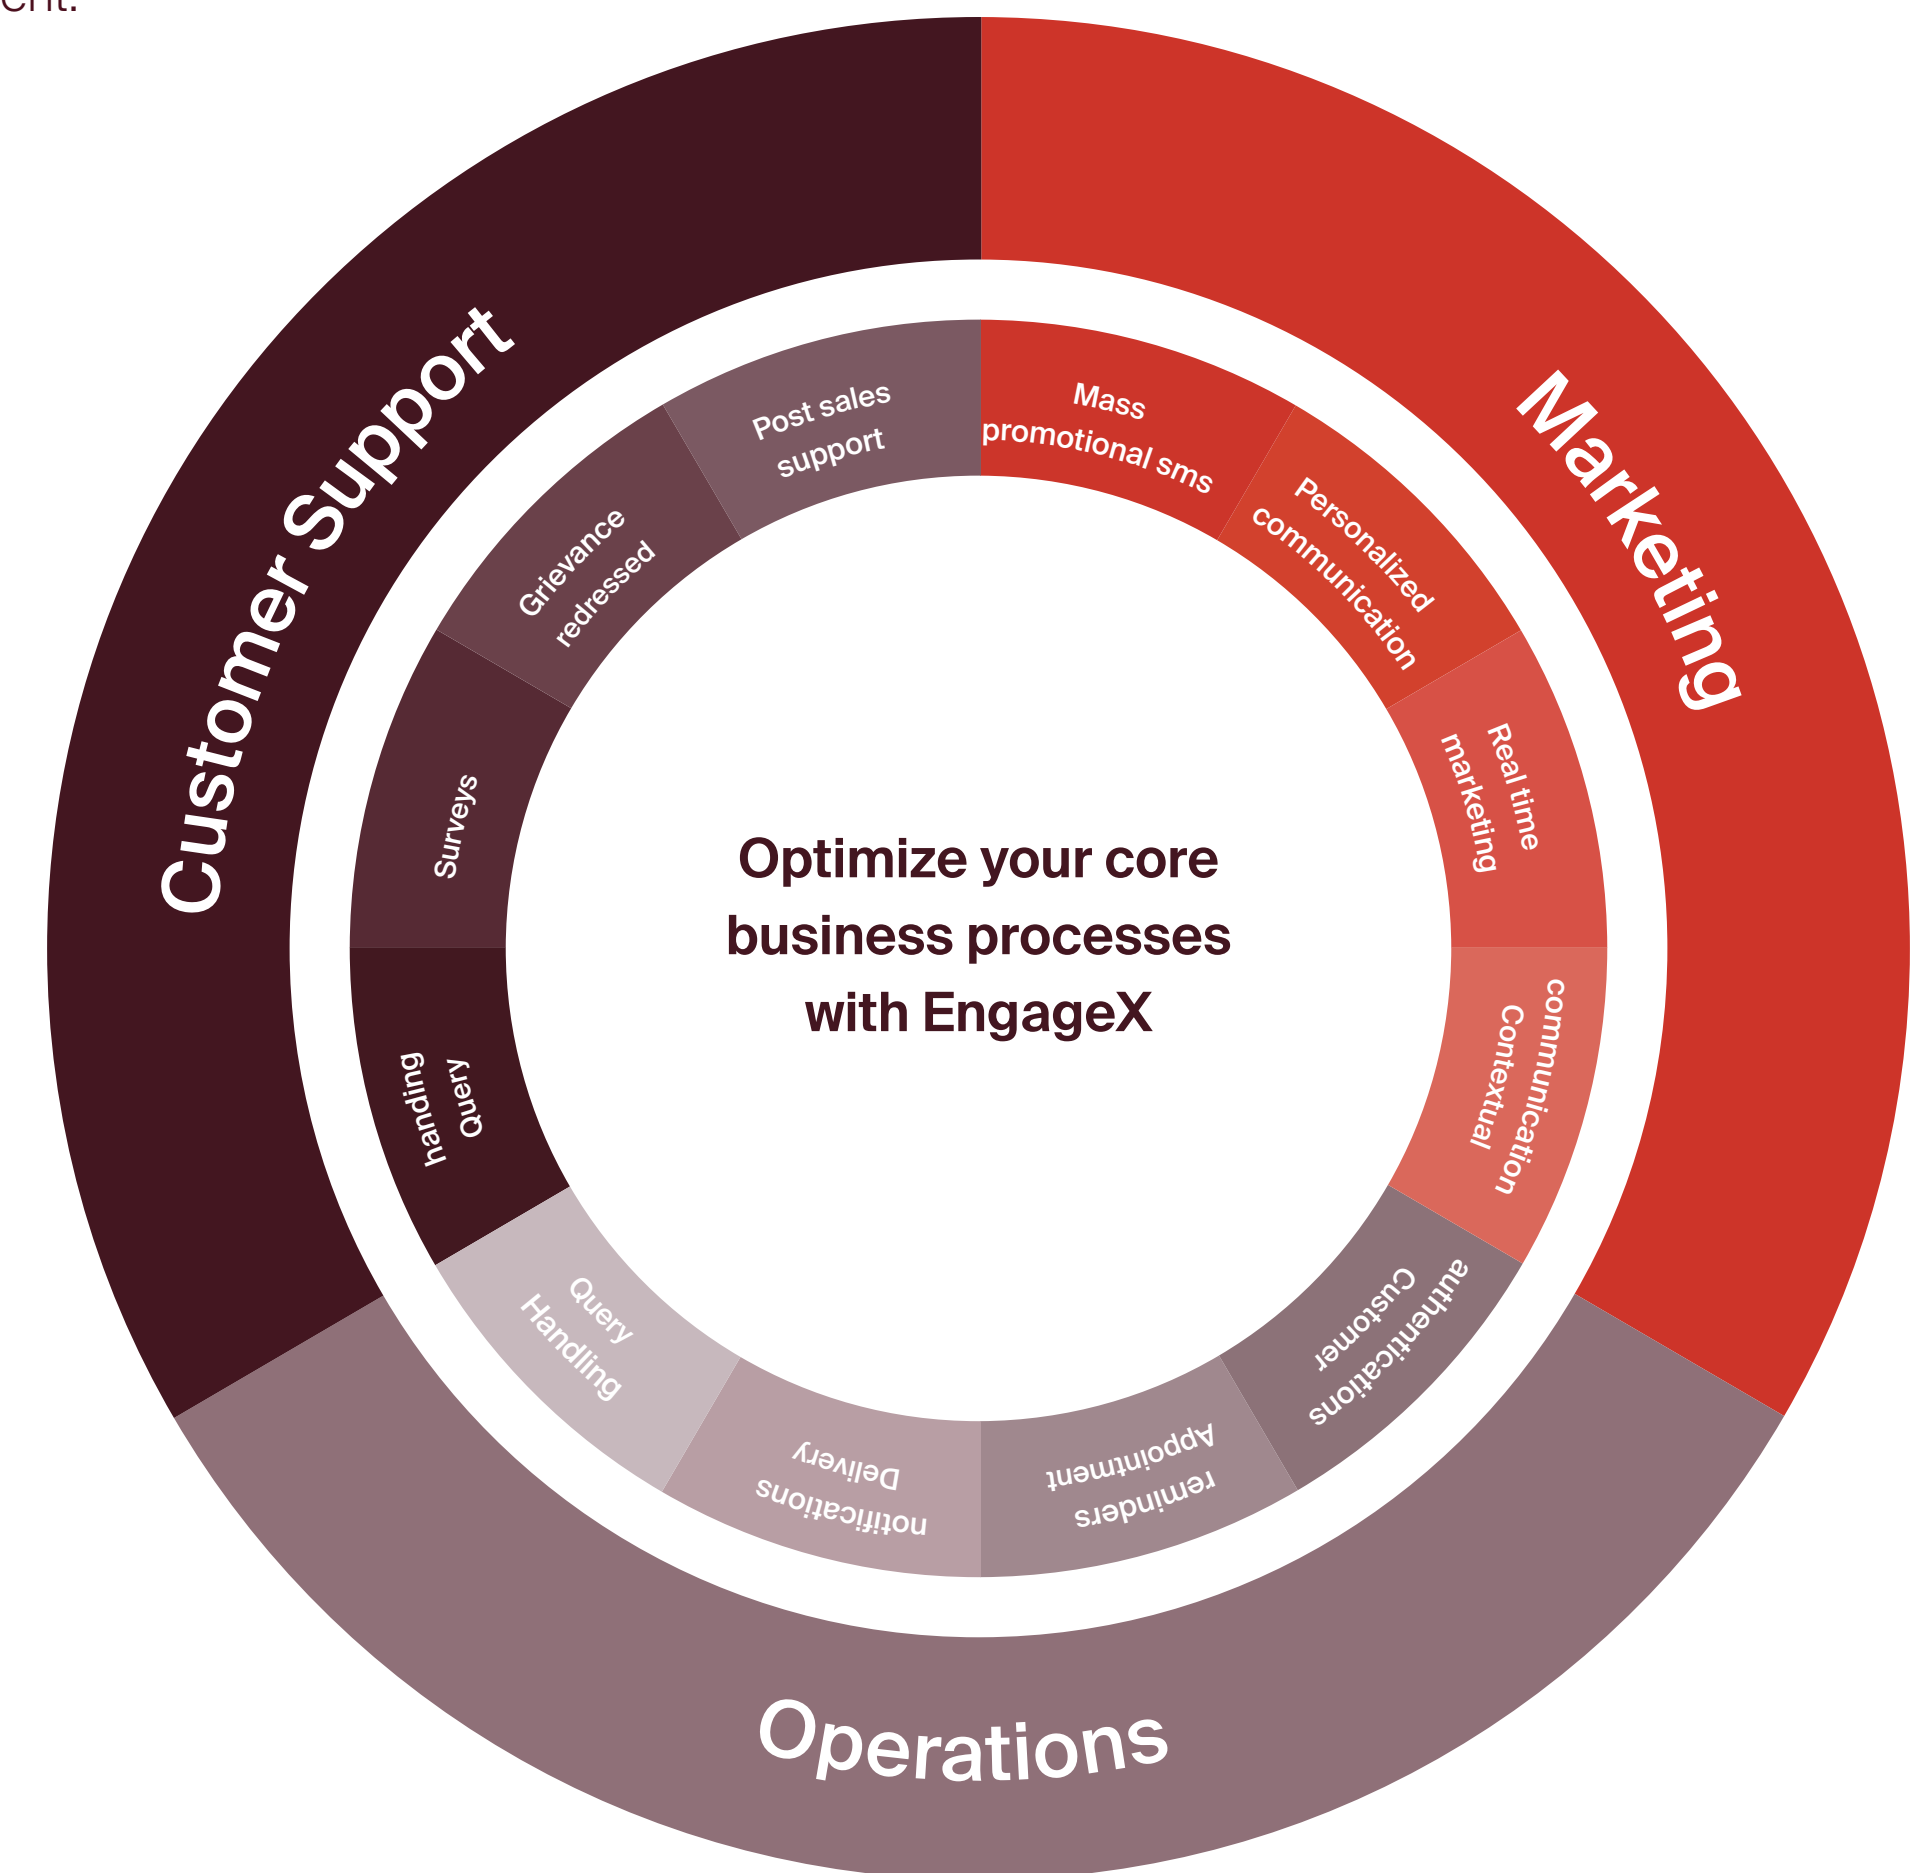 Customer Support
Marketing
Operations
Post sales
support
Mass
promotional sms
Personalized
communication
Real time
marketing
Contextual
communication
Customer
authentications
Appointment
reminders
Delivery
notifications
Query
Handling
Query
handling
Surveys
Grievance
redressed
Optimize your core
business processes
with EngageX